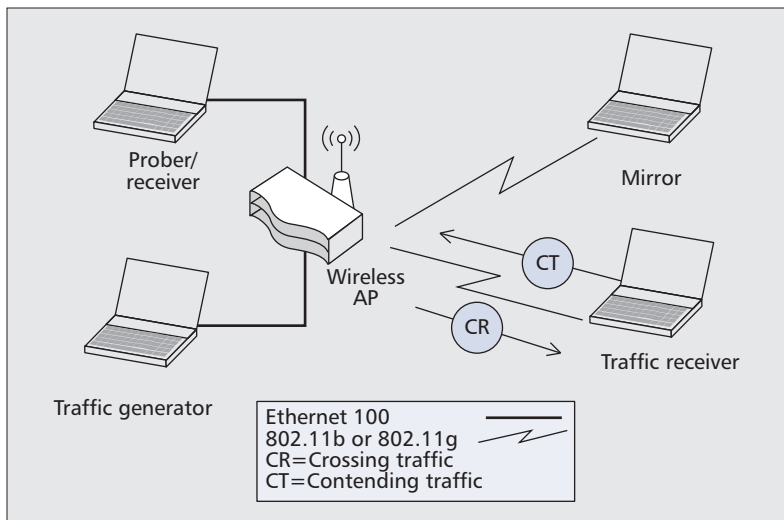 Prober/
receiver
Mirror
Wireless
AP
CT
CR
Traffic receiver
Traffic generator
Ethernet 100
802.11b or 802.11g
CR=Crossing traffic
CT=Contending traffic